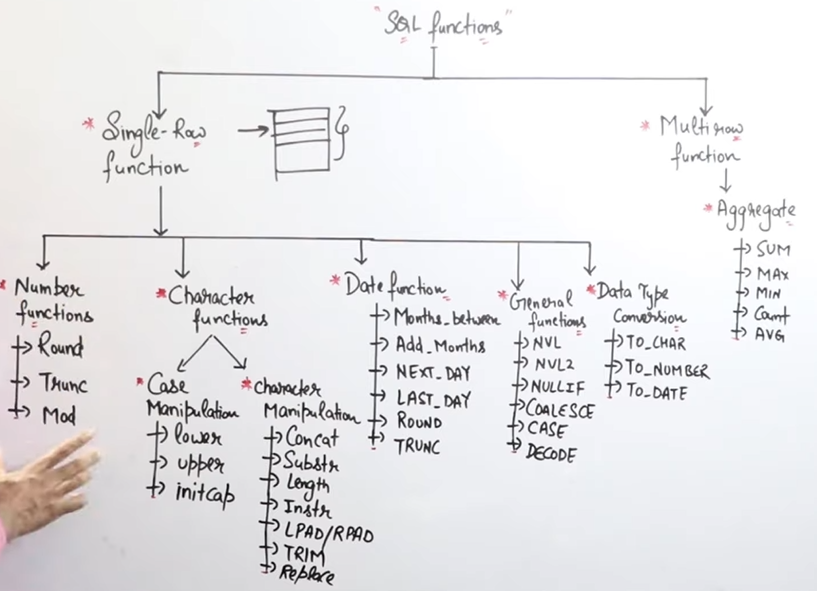 "SQL functions"
* Single-Row
function
* Multirow
function
* Aggregate
SUM
MAX
MIN
Count
AVG
* Number
functions
Round
Trunc
Mod
* Character
functions
* Case
Manipulation
lower
upper
initcap
* character
Manipulation
Concat
Substr
Length
Instr
LPAD/RPAD
TRIM
Replace
* Date function
Months_between
Add_Months
NEXT_DAY
LAST_DAY
ROUND
TRUNC
* General
functions
NVL
NVL2
NULLIF
COALESCE
CASE
DECODE
* Data Type
Conversion
TO_CHAR
TO_NUMBER
TO_DATE